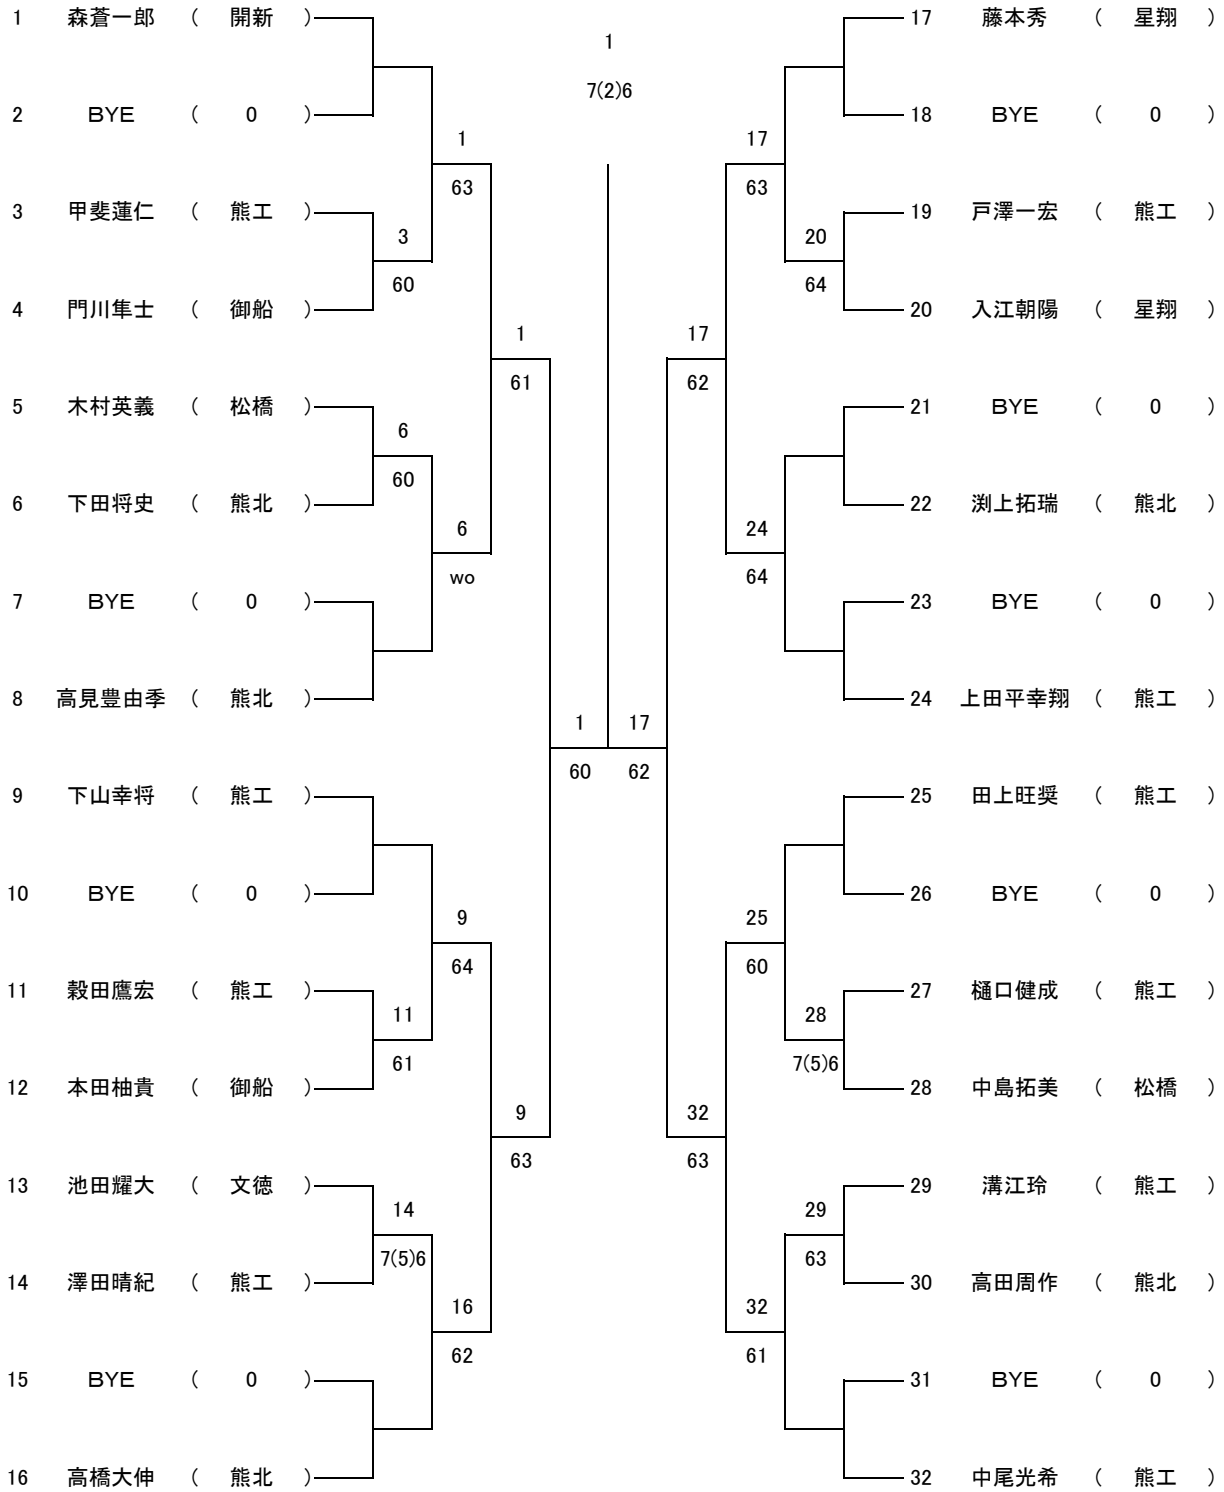 1 森蒼一郎 ( 開新 ) 17 藤本秀 ( 星翔 )
1
7(2)6
2 BYE ( 0 ) 18 BYE ( 0 )
1 17
63 63
3 甲斐蓮仁 ( 熊工 ) 19 戸澤一宏 ( 熊工 )
3 20
60 64
4 門川隼士 ( 御船 ) 20 入江朝陽 ( 星翔 )
1 17
61 62
5 木村英義 ( 松橋 ) 21 BYE ( 0 )
6
60
6 下田将史 ( 熊北 ) 22 渕上拓瑞 ( 熊北 )
6 24
wo 64
7 BYE ( 0 ) 23 BYE ( 0 )
8 高見豊由季 ( 熊北 ) 24 上田平幸翔 ( 熊工 )
1 17
60 62
9 下山幸将 ( 熊工 ) 25 田上旺奨 ( 熊工 )
10 BYE ( 0 ) 26 BYE ( 0 )
9 25
64 60
11 穀田鷹宏 ( 熊工 ) 27 樋口健成 ( 熊工 )
11 28
61 7(5)6
12 本田柚貴 ( 御船 ) 28 中島拓美 ( 松橋 )
9 32
63 63
13 池田耀大 ( 文徳 ) 29 溝江玲 ( 熊工 )
14 29
7(5)6 63
14 澤田晴紀 ( 熊工 ) 30 高田周作 ( 熊北 )
16 32
62 61
15 BYE ( 0 ) 31 BYE ( 0 )
16 高橋大伸 ( 熊北 ) 32 中尾光希 ( 熊工 )